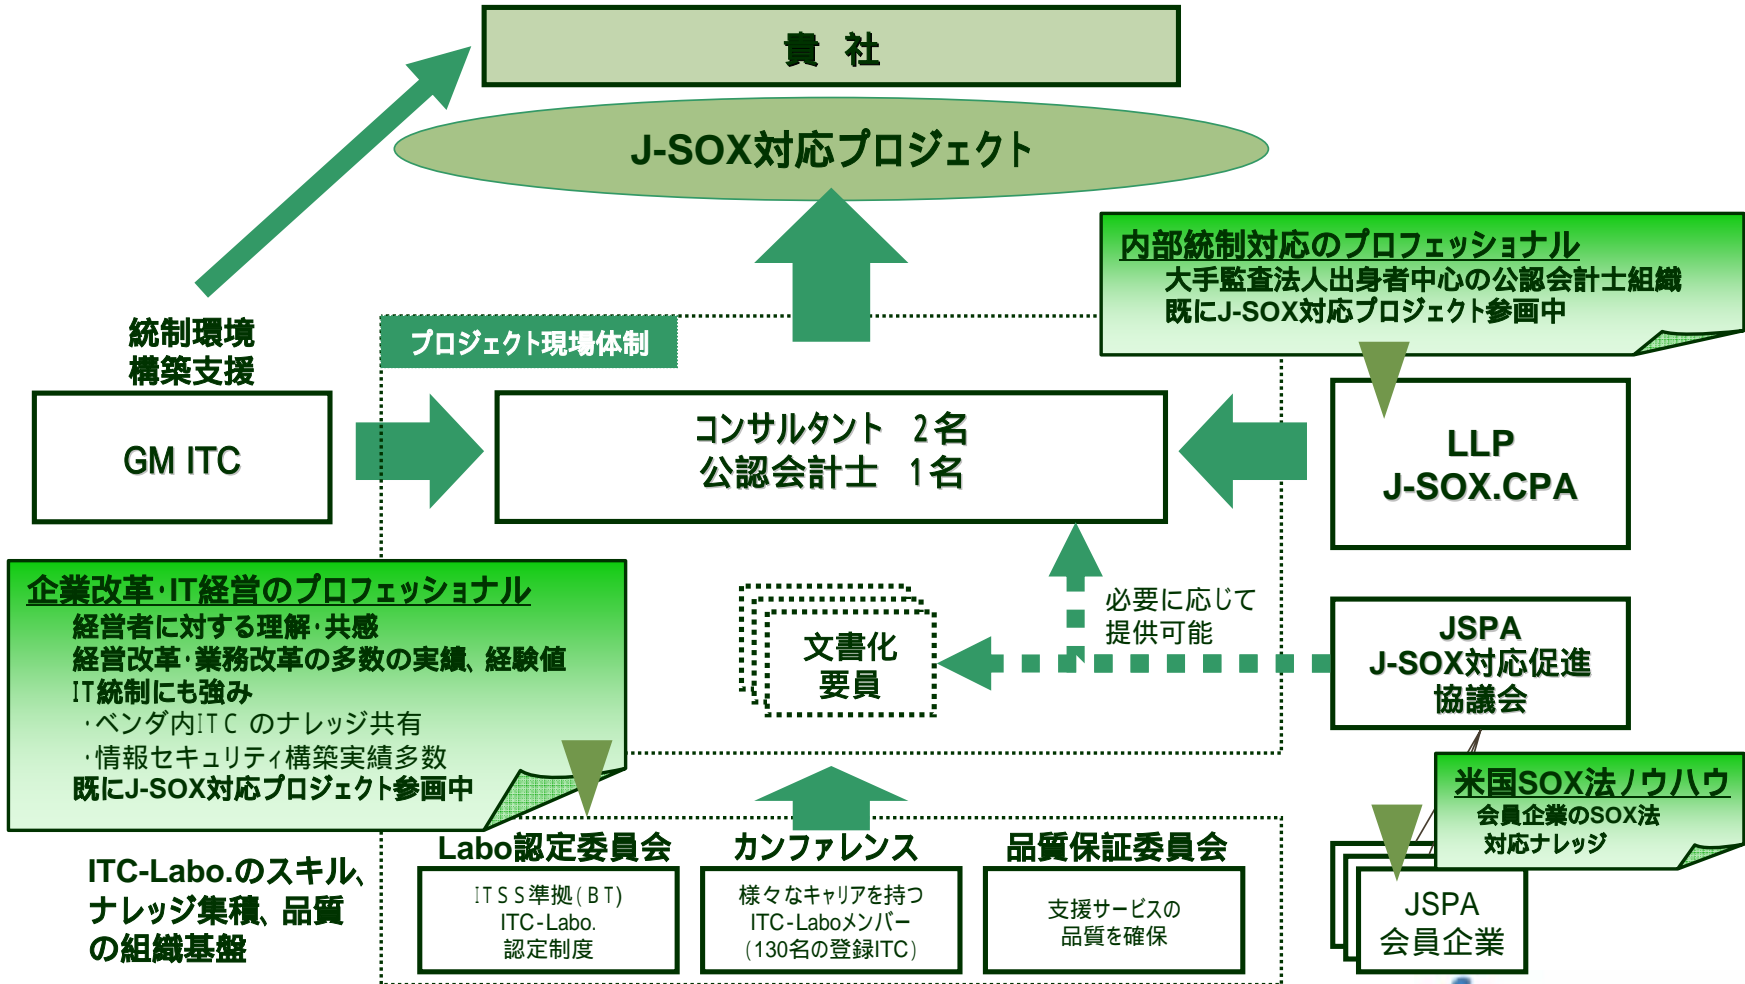 貴 社
J-SOX対応プロジェクト
内部統制対応のプロフェッショナル
大手監査法人出身者中心の公認会計士組織
既にJ-SOX対応プロジェクト参画中
統制環境
構築支援
プロジェクト現場体制
GM ITC
コンサルタント 2名
公認会計士 1名
LLP
J-SOX.CPA
企業改革・IT経営のプロフェッショナル
経営者に対する理解・共感
経営改革・業務改革の多数の実績、経験値
IT統制にも強み
・ベンダ内ITC のナレッジ共有
・情報セキュリティ構築実績多数
既にJ-SOX対応プロジェクト参画中
必要に応じて
提供可能
文書化
要員
JSPA
J-SOX対応促進
協議会
米国SOX法ノウハウ
会員企業のSOX法
対応ナレッジ
JSPA
会員企業
ITC-Labo.のスキル、
ナレッジ集積、品質
の組織基盤
Labo認定委員会
ITSS準拠(BT)
ITC-Labo.
認定制度
カンファレンス
様々なキャリアを持つ
ITC-Laboメンバー
(130名の登録ITC)
品質保証委員会
支援サービスの
品質を確保